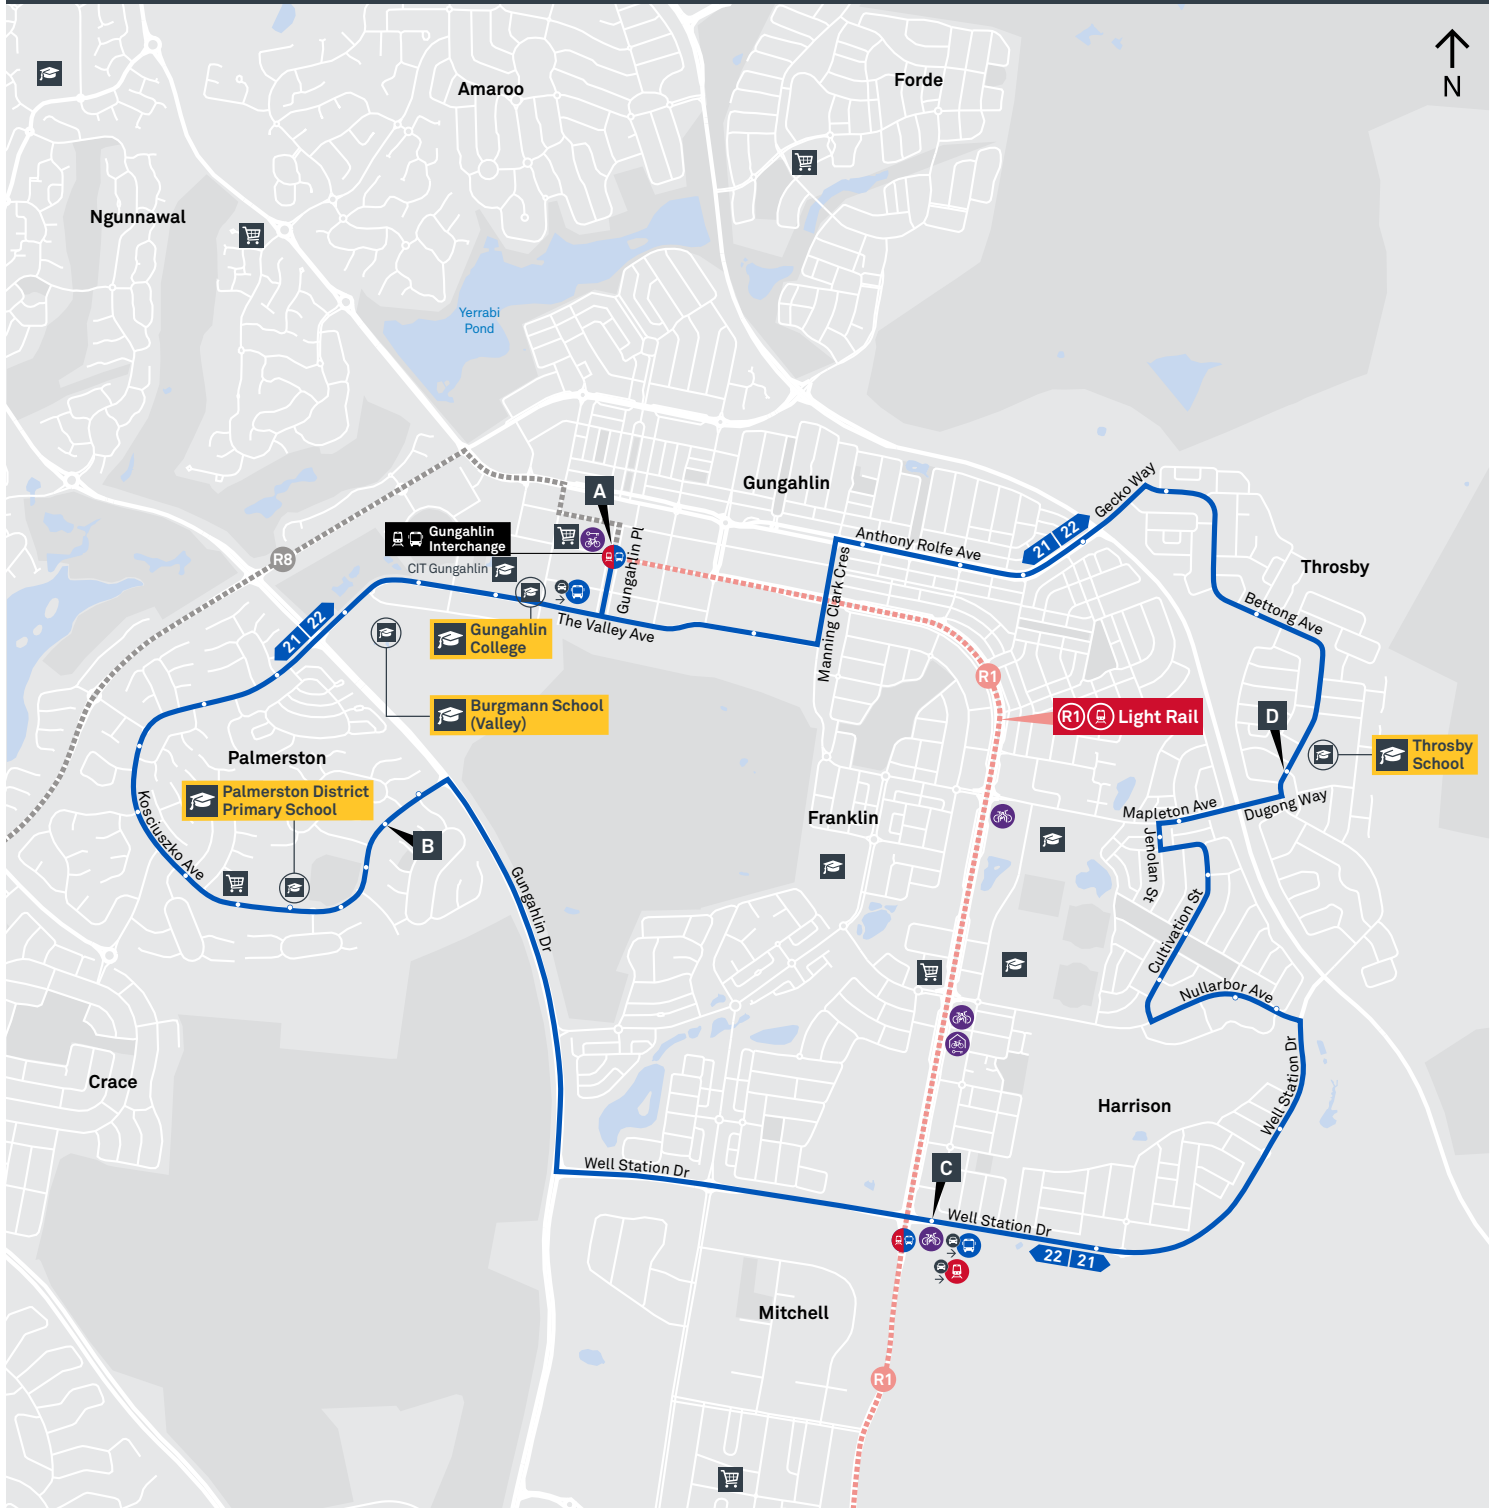 N
Amaroo
Forde
Ngunnawal
Yerrabi
Pond
Gungahlin
A
Gungahlin
Interchange
CIT Gungahlin
Gungahlin Pl
R8
21 22
The Valley Ave
Gungahlin
College
Burgmann School
(Valley)
Manning Clark Cres
Anthony Rolfe Ave
21 22
Gecko Way
Throsby
Bettong Ave
R1
R1 Light Rail
D
Throsby
School
Mapleton Ave
Dugong Way
Jenolan St
Palmerston
Palmerston District
Primary School
Kosciuszko Ave
B
Gungahlin Dr
Franklin
Cultivation St
Nullarbor Ave
Well Station Dr
Crace
Harrison
Well Station Dr
C
Well Station Dr
22 21
Mitchell
R1